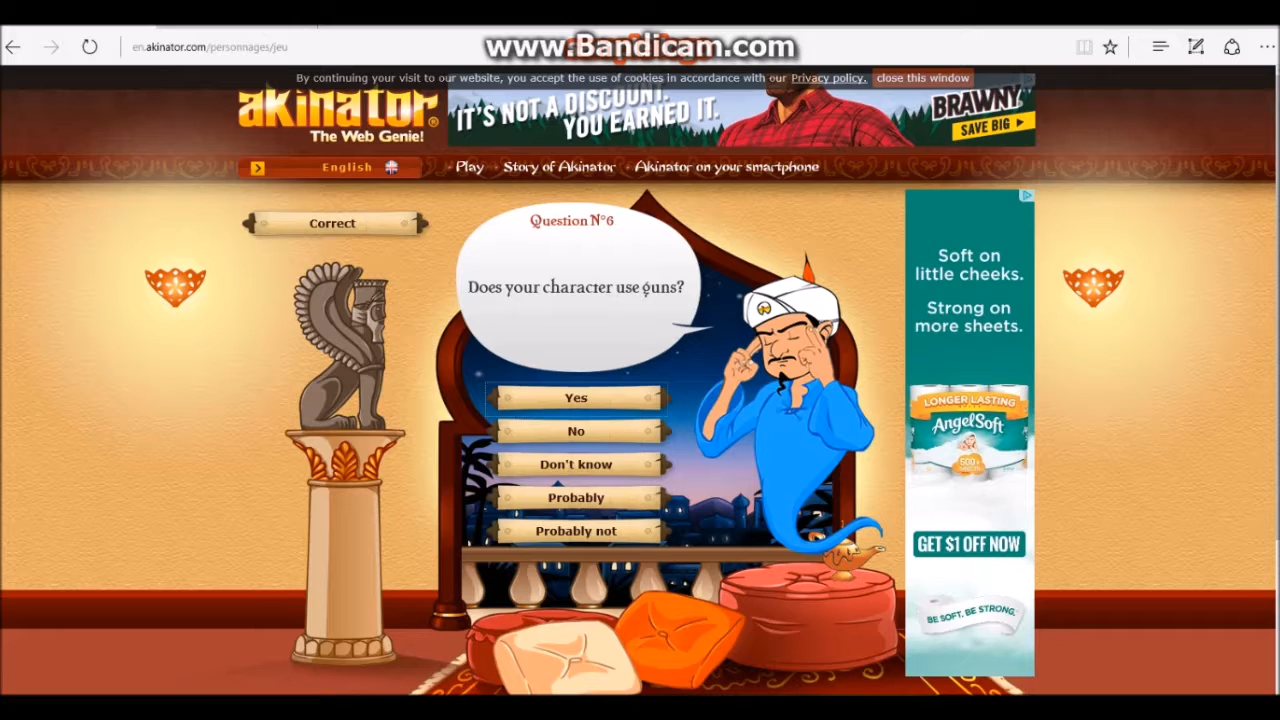 en.akinator.com/personnages/jeu
www.Bandicam.com
By continuing your visit to our website, you accept the use of cookies in accordance with our Privacy policy. close this window
akinator®
The Web Genie!
IT'S NOT A DISCOUNT.
YOU EARNED IT.
BRAWNY
SAVE BIG
English
Play
Story of Akinator
Akinator on your smartphone
Correct
Question N°6
Does your character use guns?
Yes
No
Don't know
Probably
Probably not
Soft on
little cheeks.
Strong on
more sheets.
LONGER LASTING
Angel Soft
GET $1 OFF NOW
BE SOFT. BE STRONG.